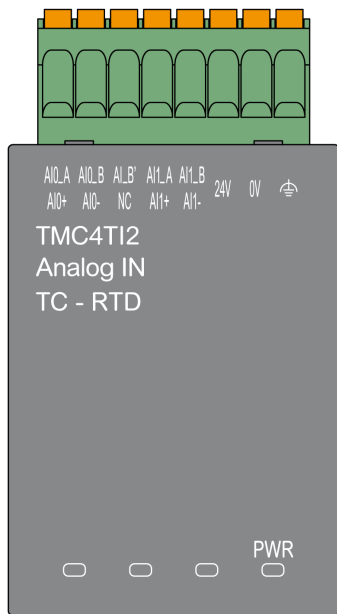 AI0_A AI0_B AI_B' AI1_A AI1_B 24V 0V
AI0+ AI0- NC AI1+ AI1-
TMC4TI2
Analog IN
TC - RTD
PWR